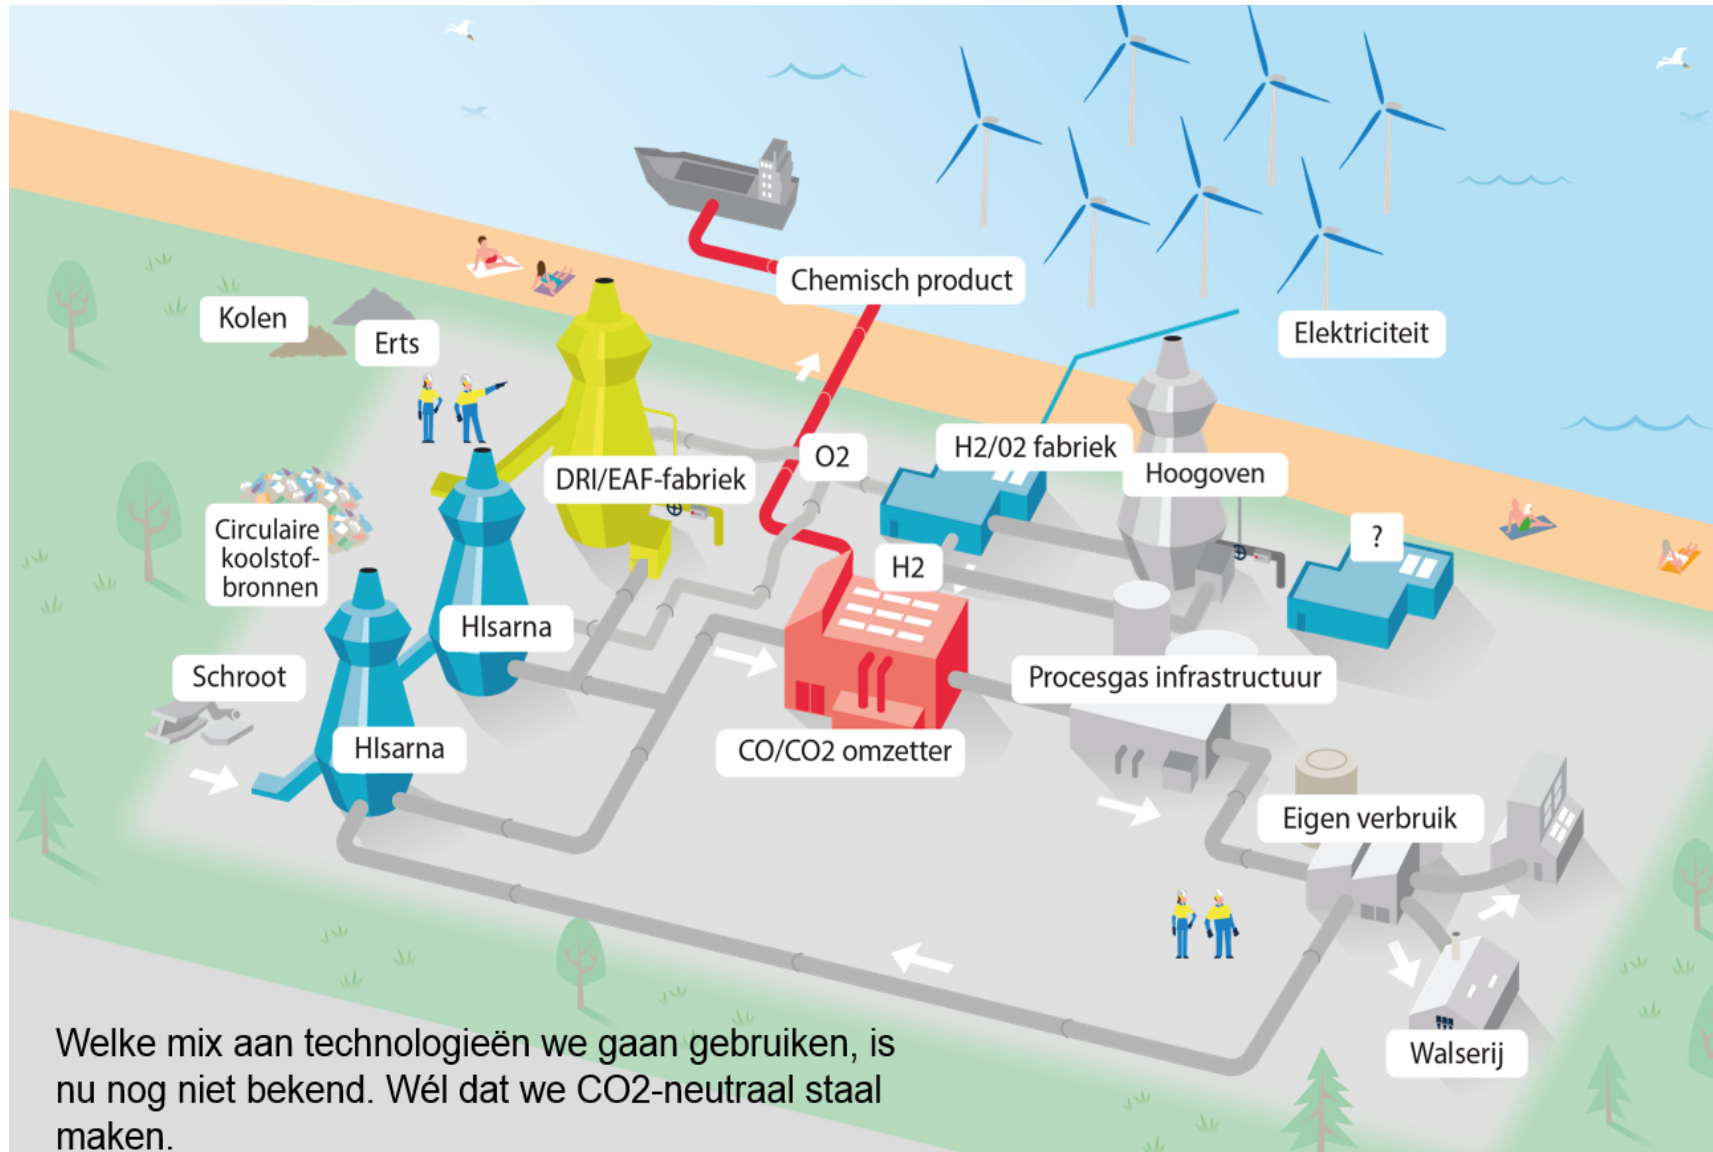 Chemisch product
Kolen
Erts
Elektriciteit
H2/02 fabriek
O2
Hoogoven
DRI/EAF-fabriek
Circulaire
koolstof-
bronnen
?
H2
HIsarna
Schroot
Procesgas infrastructuur
HIsarna
CO/CO2 omzetter
Eigen verbruik
Walserij
Welke mix aan technologieën we gaan gebruiken, is
nu nog niet bekend. Wél dat we CO2-neutraal staal
maken.